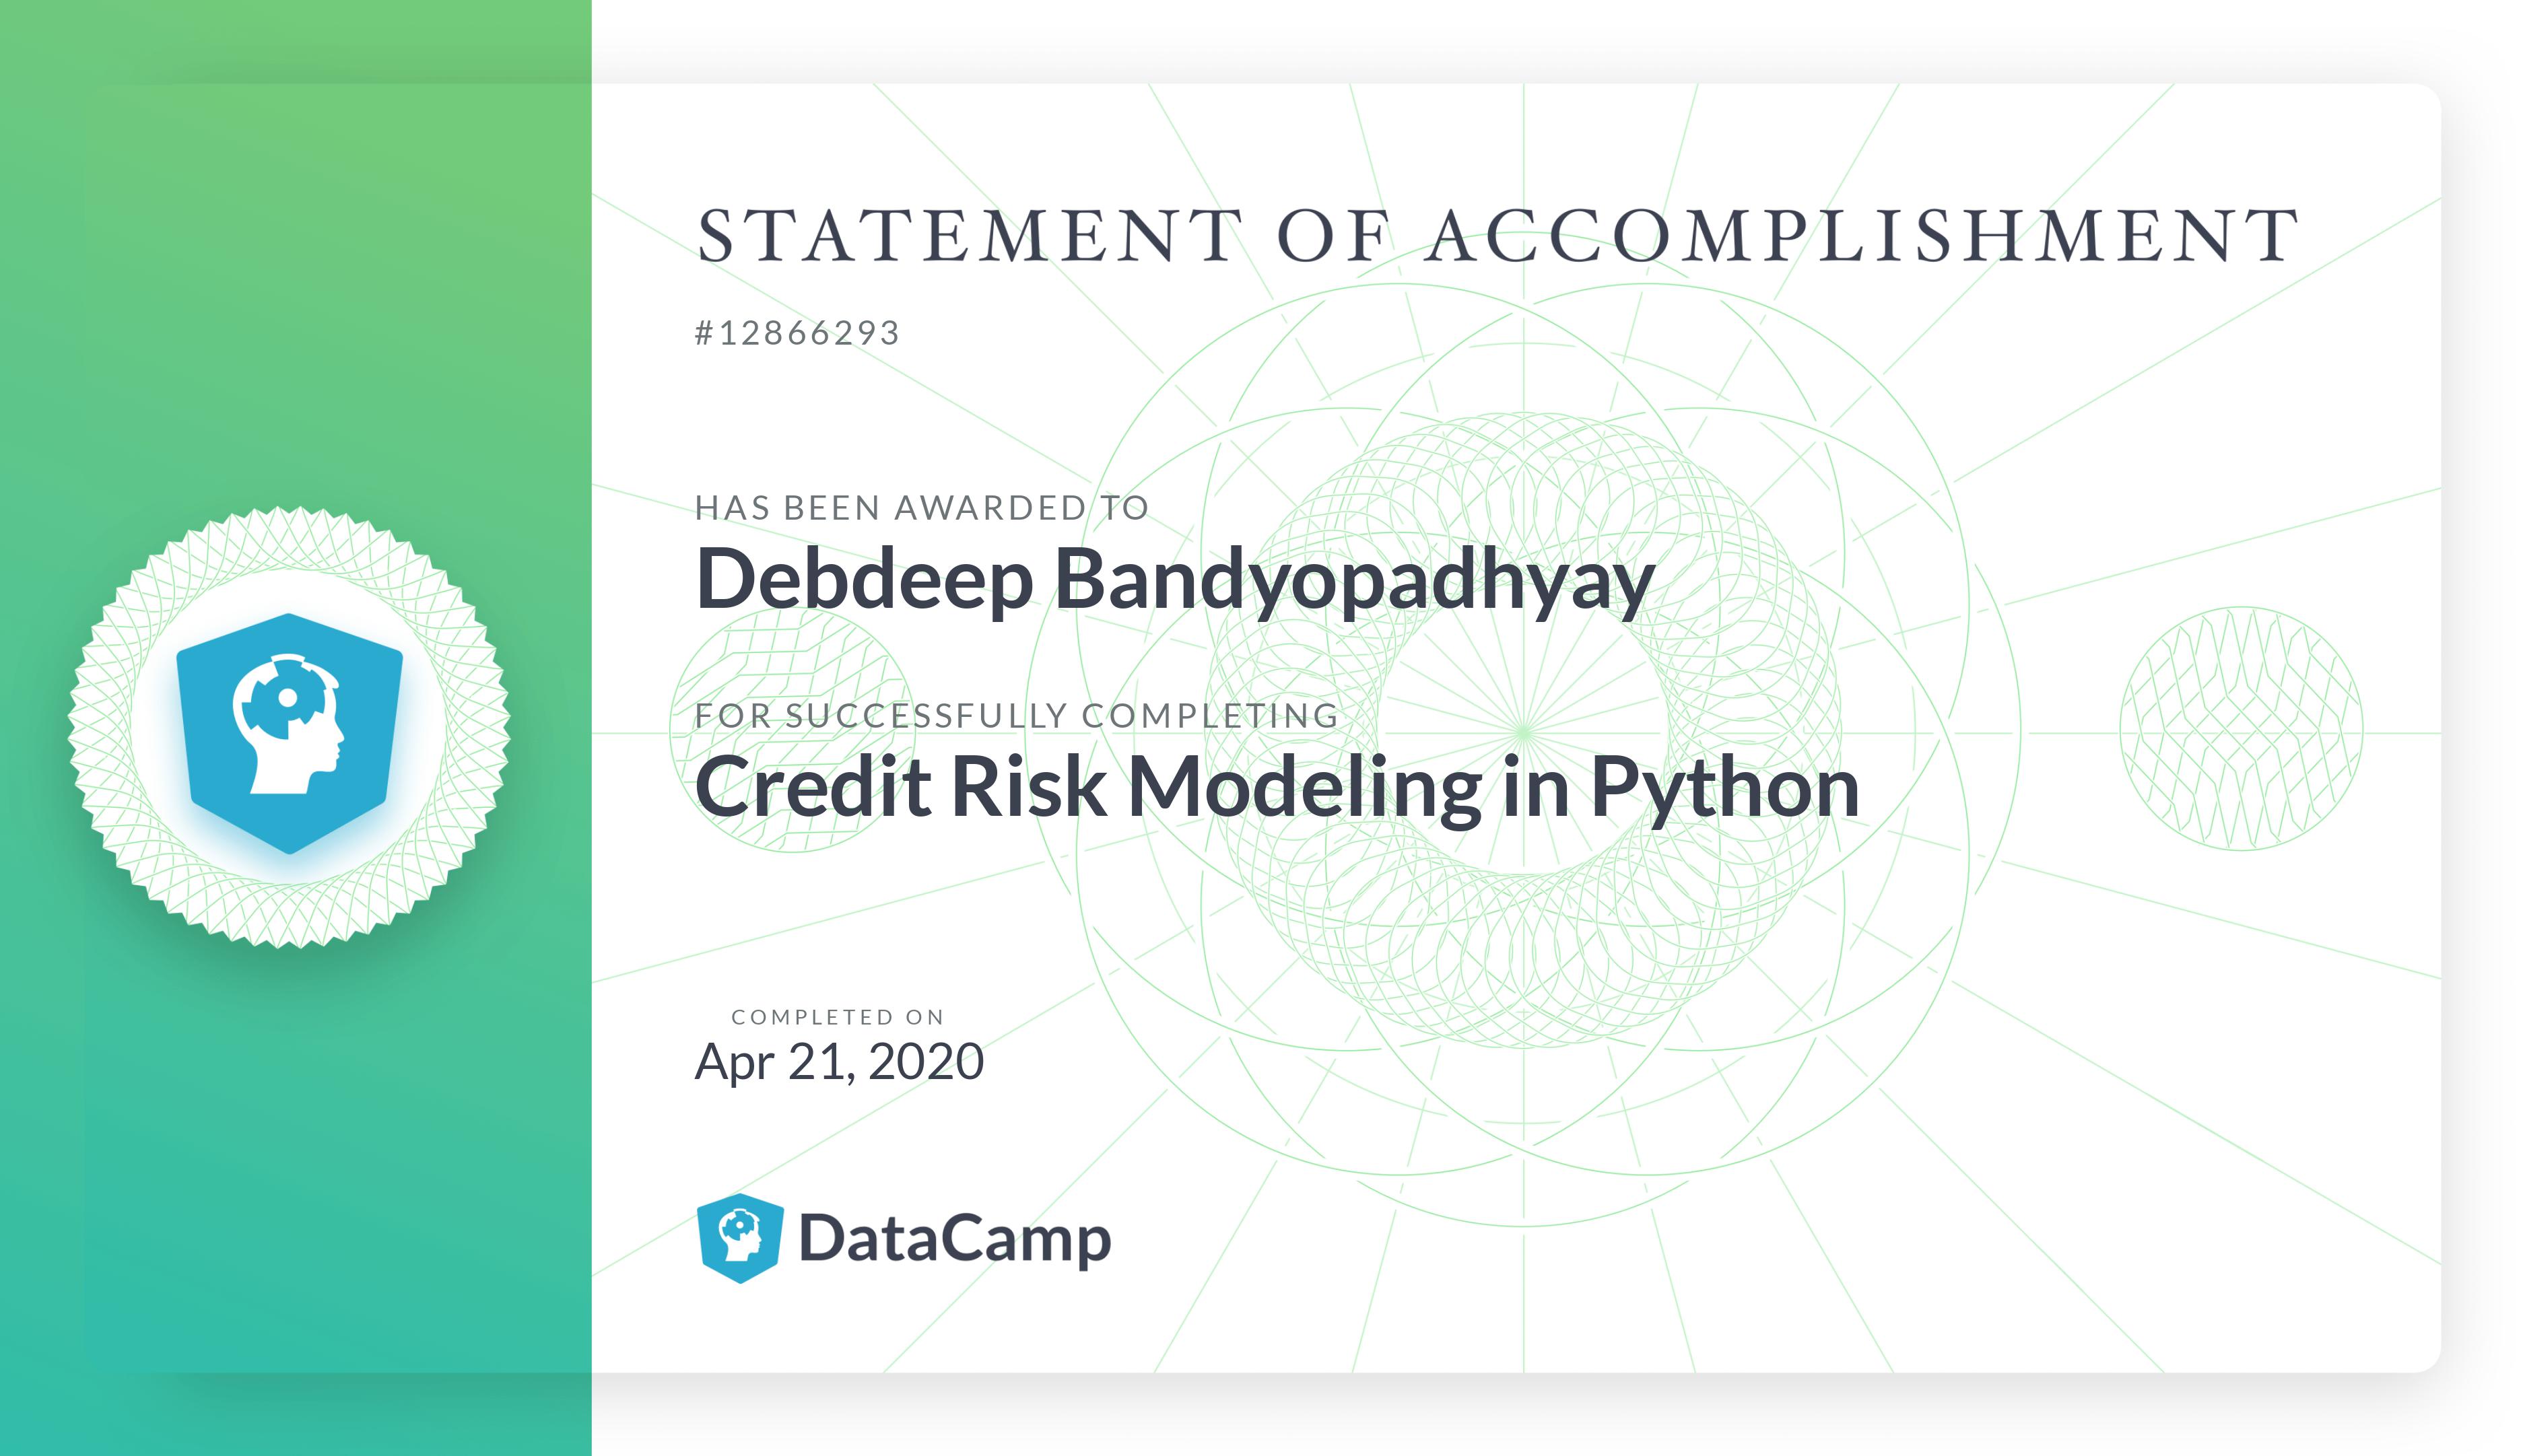 STATEMENT OF ACCOMPLISHMENT
#12866293
HAS BEEN AWARDED TO
Debdeep Bandyopadhyay
FOR SUCCESSFULLY COMPLETING
Credit Risk Modeling in Python
COMPLETED ON
Apr 21, 2020
DataCamp